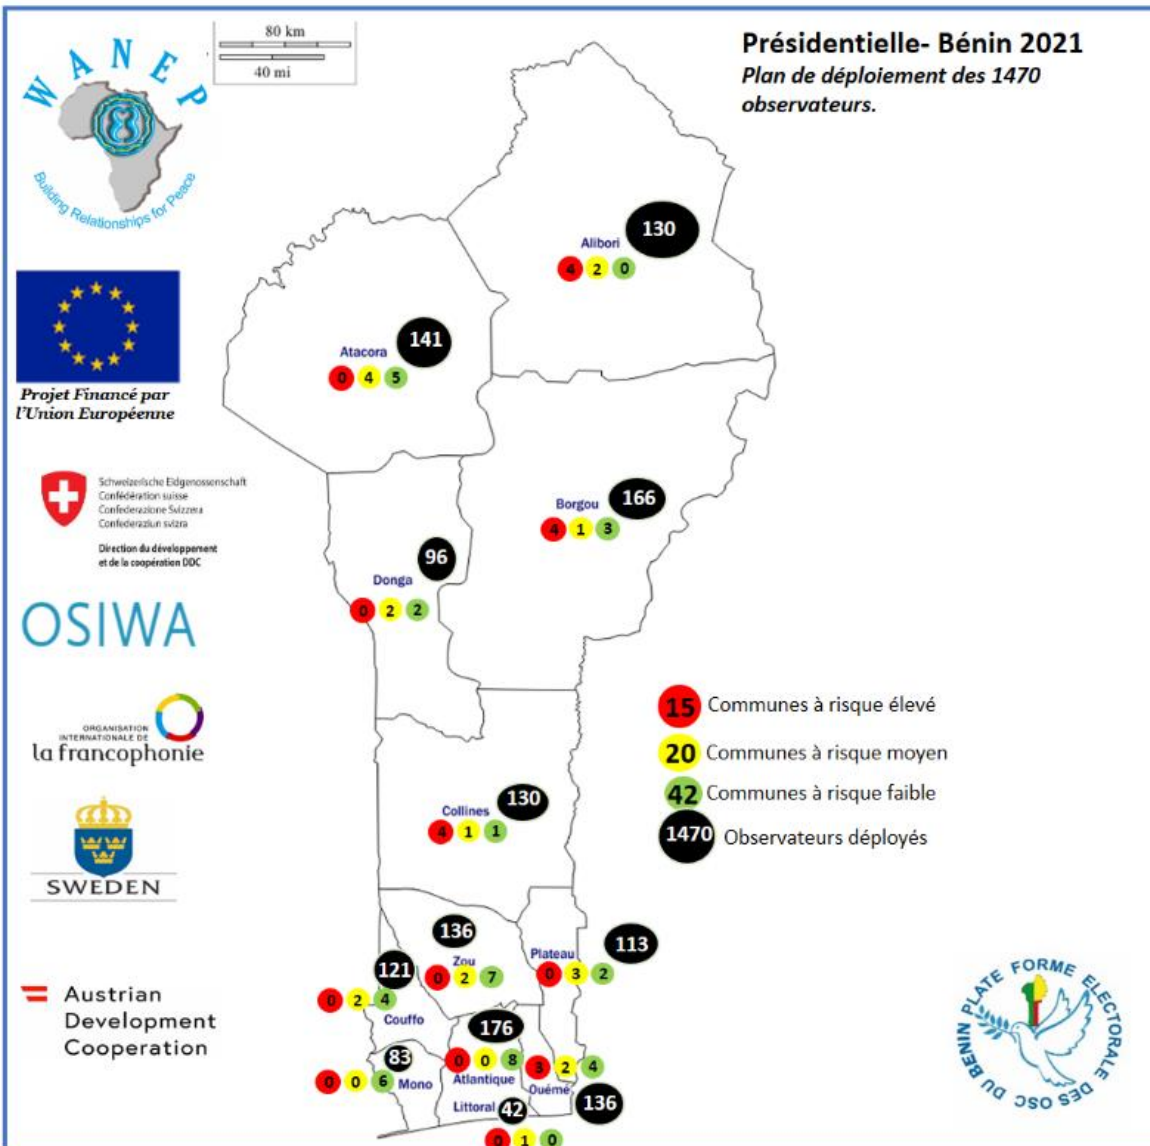 WANEP
Building Relationships for Peace
80 km
40 mi
Présidentielle- Bénin 2021
Plan de déploiement des 1470
observateurs.
Projet Financé par
l'Union Européenne
Schweizerische Eidgenossenschaft
Confédération suisse
Confederazione Svizzera
Confederaziun svizra
Direction du développement
et de la coopération DDC
OSIWA
ORGANISATION
INTERNATIONALE DE
la francophonie
SWEDEN
Austrian
Development
Cooperation
130
Alibori
4 2 0
141
Atacora
0 4 5
166
Borgou
4 1 3
96
Donga
0 2 2
15 Communes à risque élevé
20 Communes à risque moyen
42 Communes à risque faible
1470 Observateurs déployés
130
Collines
4 1 1
136
Zou
0 2 7
113
Plateau
0 3 2
121
0 2 4
Couffo
176
0 0 8
Atlantique
3 2 4
Ouémé
136
83
0 0 6
Mono
Littoral 42
0 1 0
PLATE FORME ELECTORALE DES OSC DU BENIN